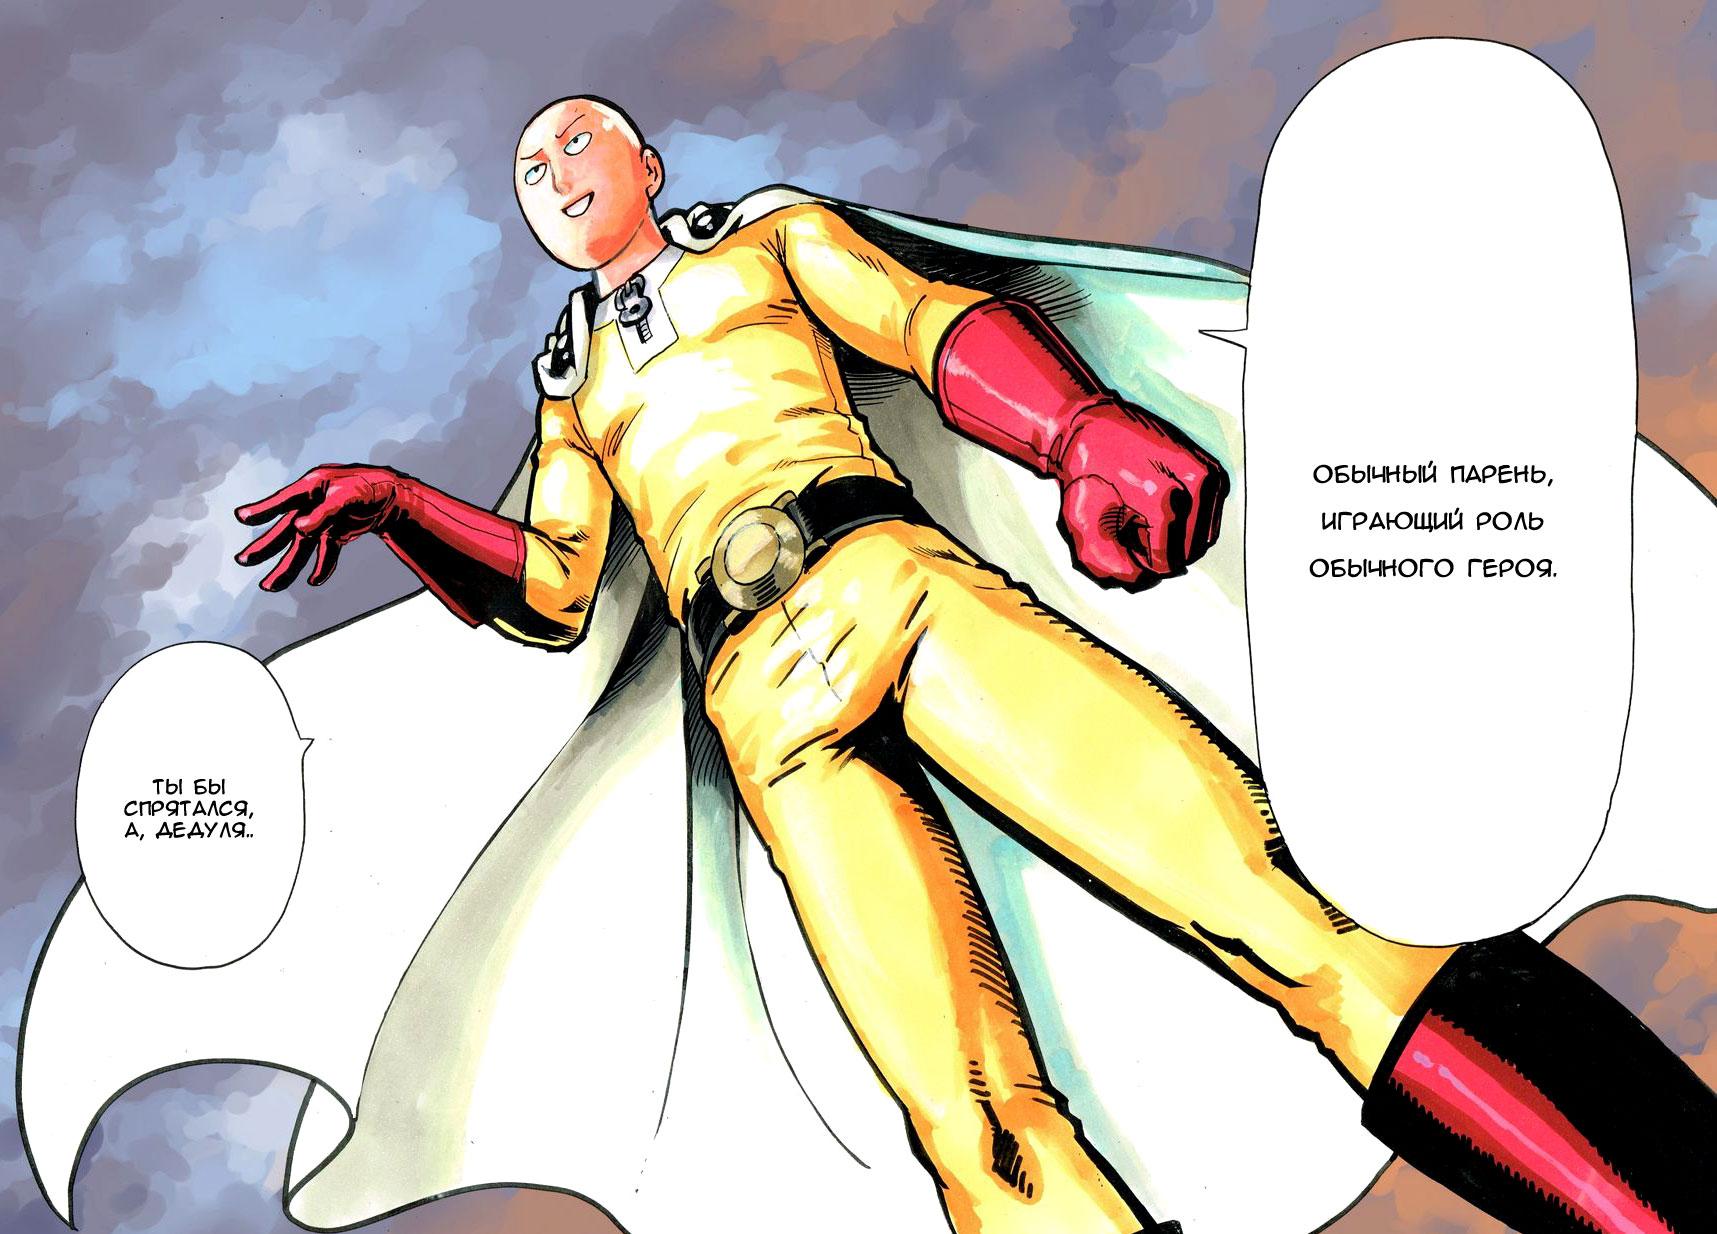 ОБЫЧНЫЙ ПАРЕНЬ,
ИГРАЮЩИЙ РОЛЬ
ОБЫЧНОГО ГЕРОЯ.
ТЫ БЫ
СПРЯТАЛСЯ,
А, ДЕДУЛЯ..